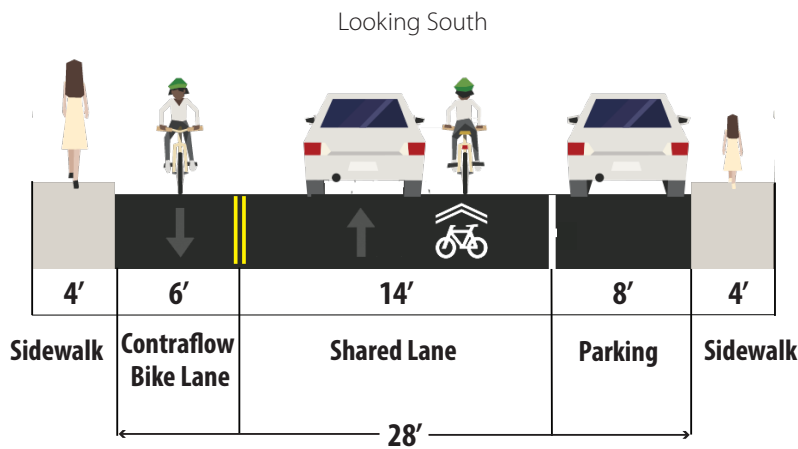 Looking South
4’ 6’ 14’ 8’ 4’
Sidewalk Contraflow Shared Lane Parking Sidewalk
Bike Lane
28’